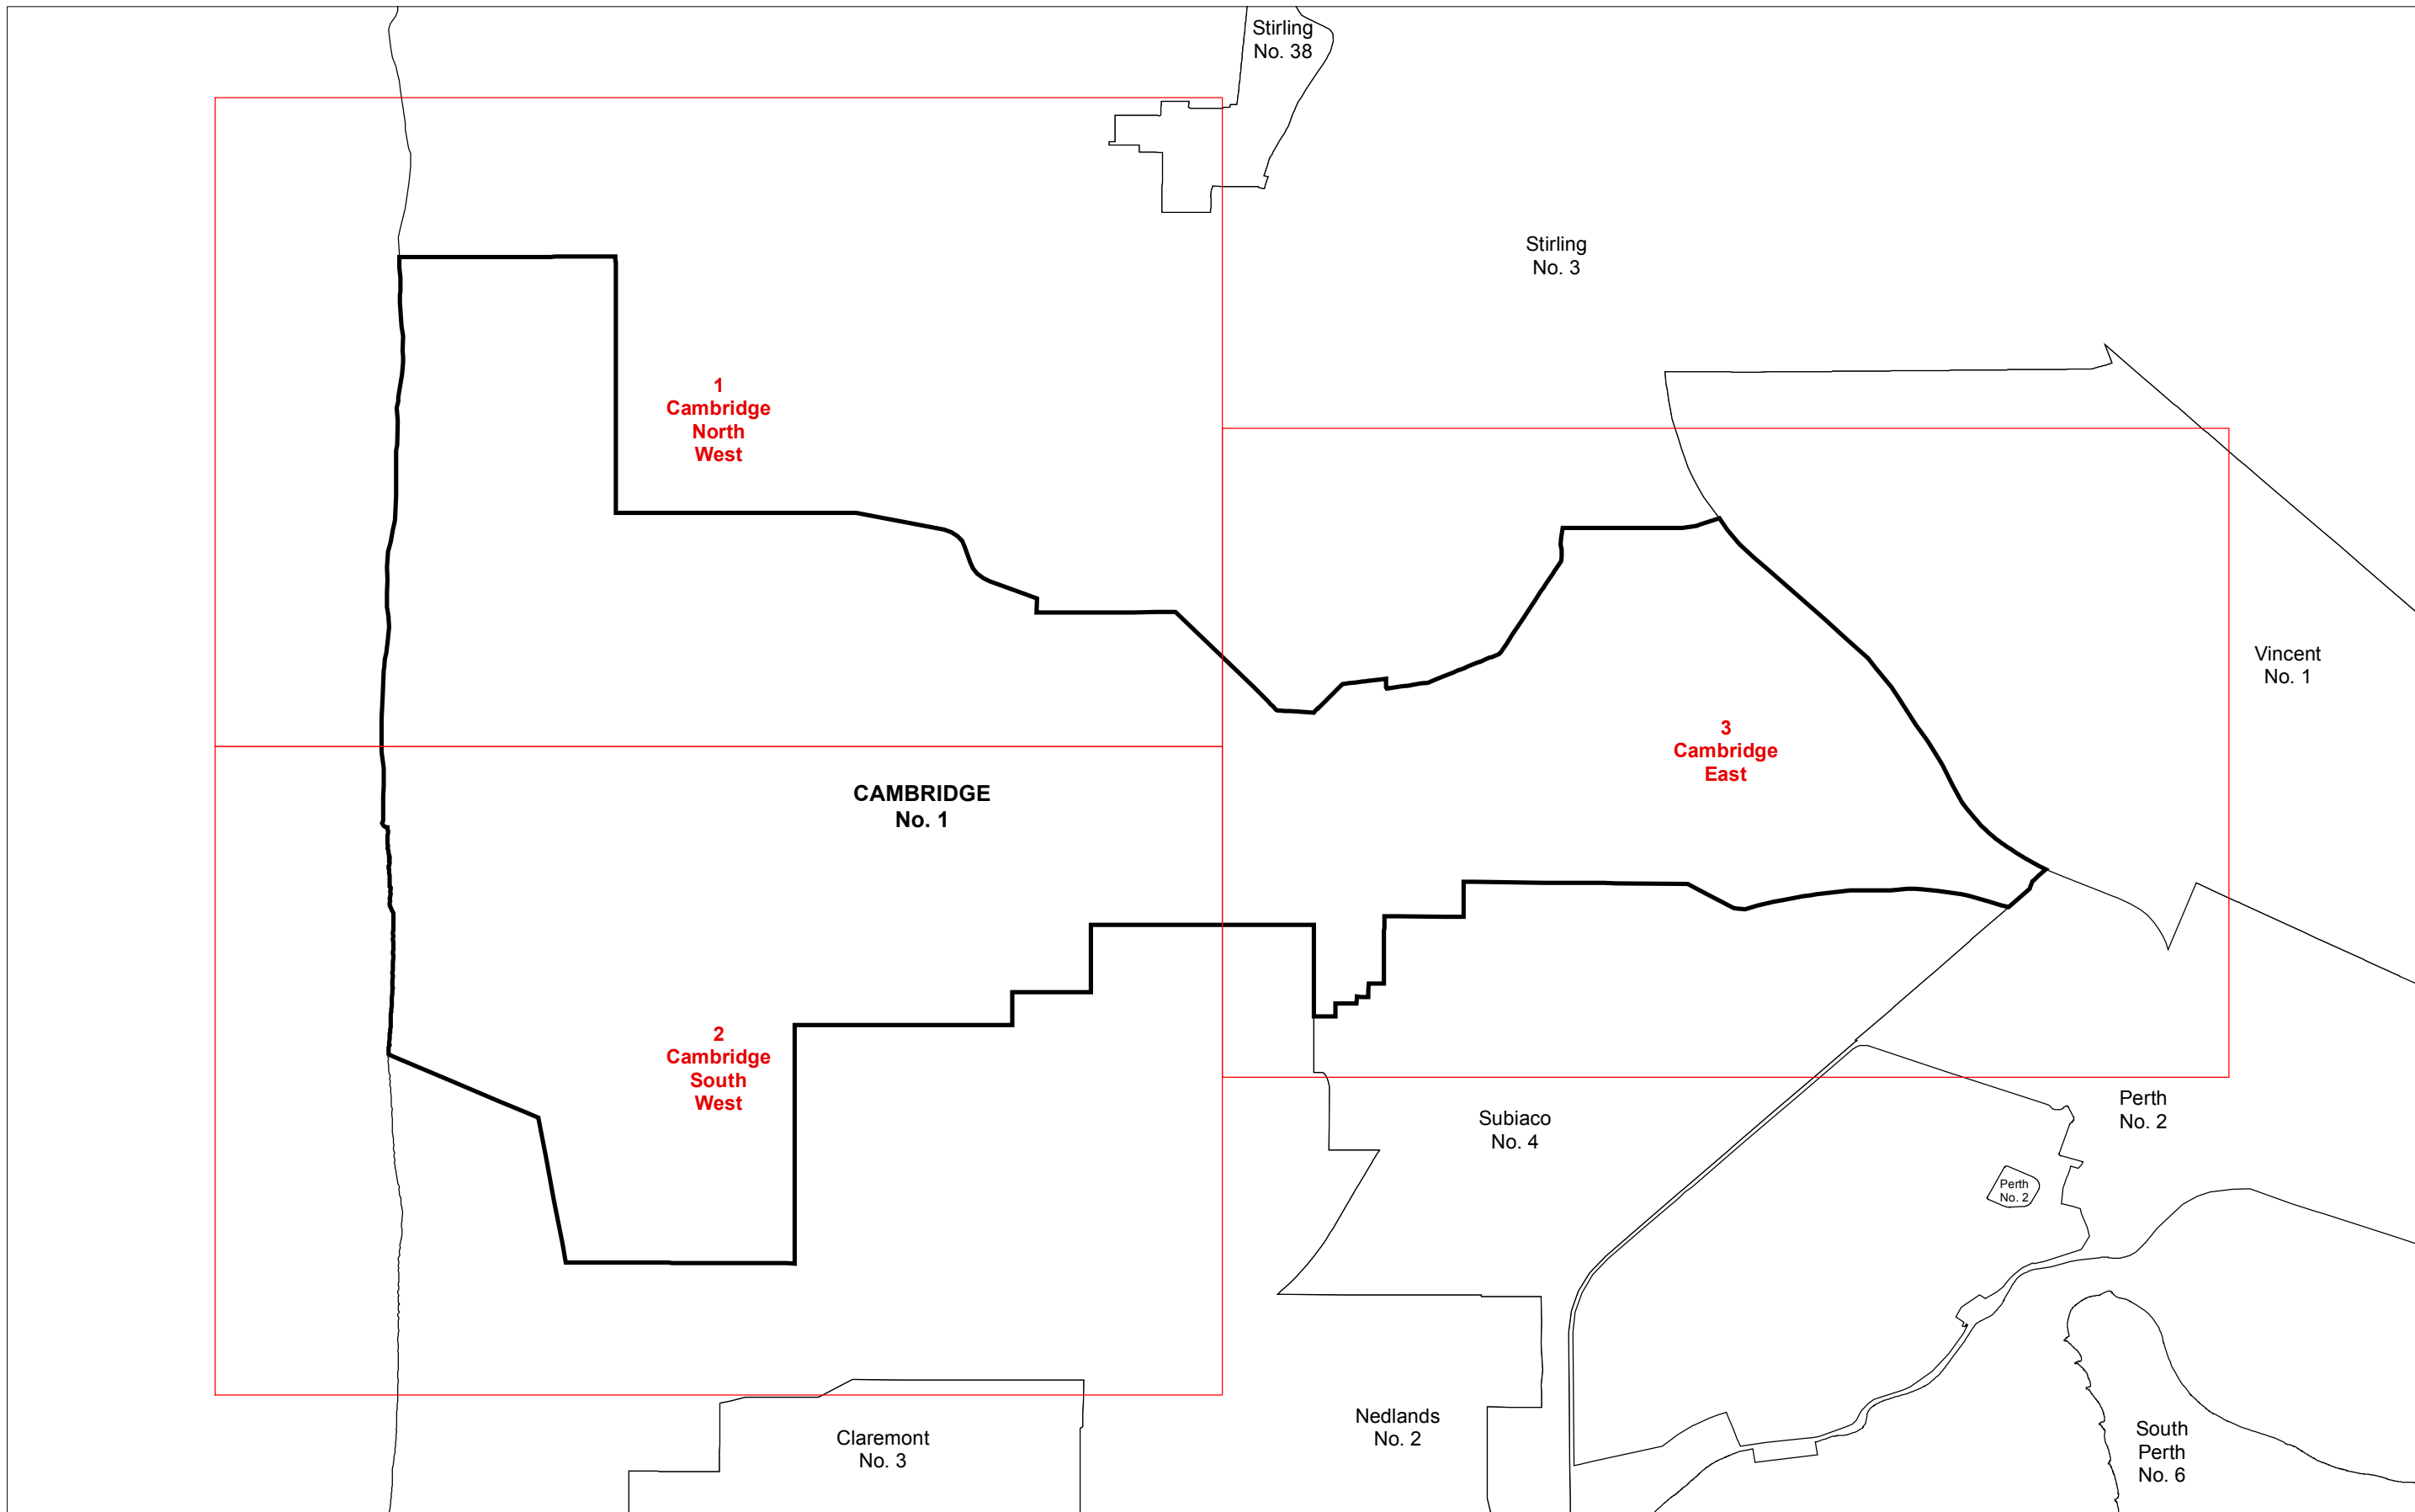 Stirling
No. 38
Stirling
No. 3
1
Cambridge
North
West
Vincent
No. 1
3
Cambridge
East
CAMBRIDGE
No. 1
2
Cambridge
South
West
Subiaco
No. 4
Perth
No. 2
Perth
No. 2
Nedlands
No. 2
Claremont
No. 3
South
Perth
No. 6